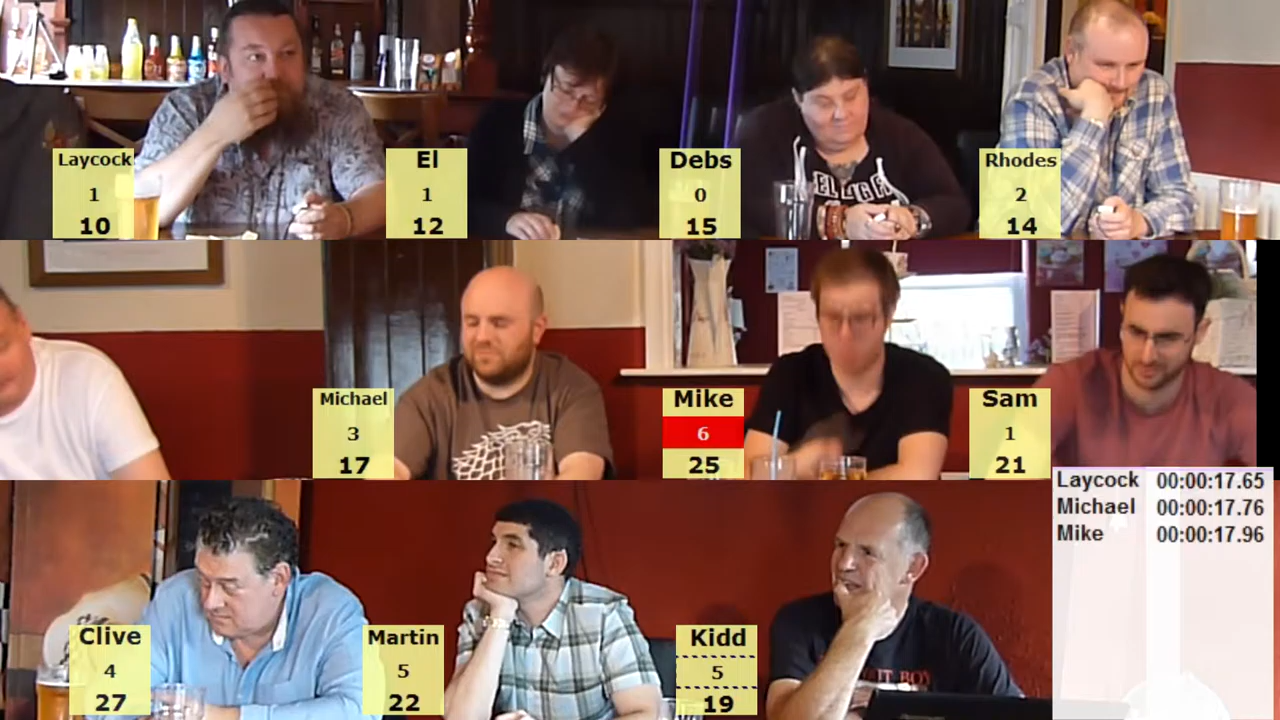 Laycock
1
10
El
1
12
Debs
0
15
Rhodes
2
14
Michael
3
17
Mike
6
25
Sam
1
21
Laycock 00:00:17.65
Michael 00:00:17.76
Mike 00:00:17.96
Clive
4
27
Martin
5
22
Kidd
5
19